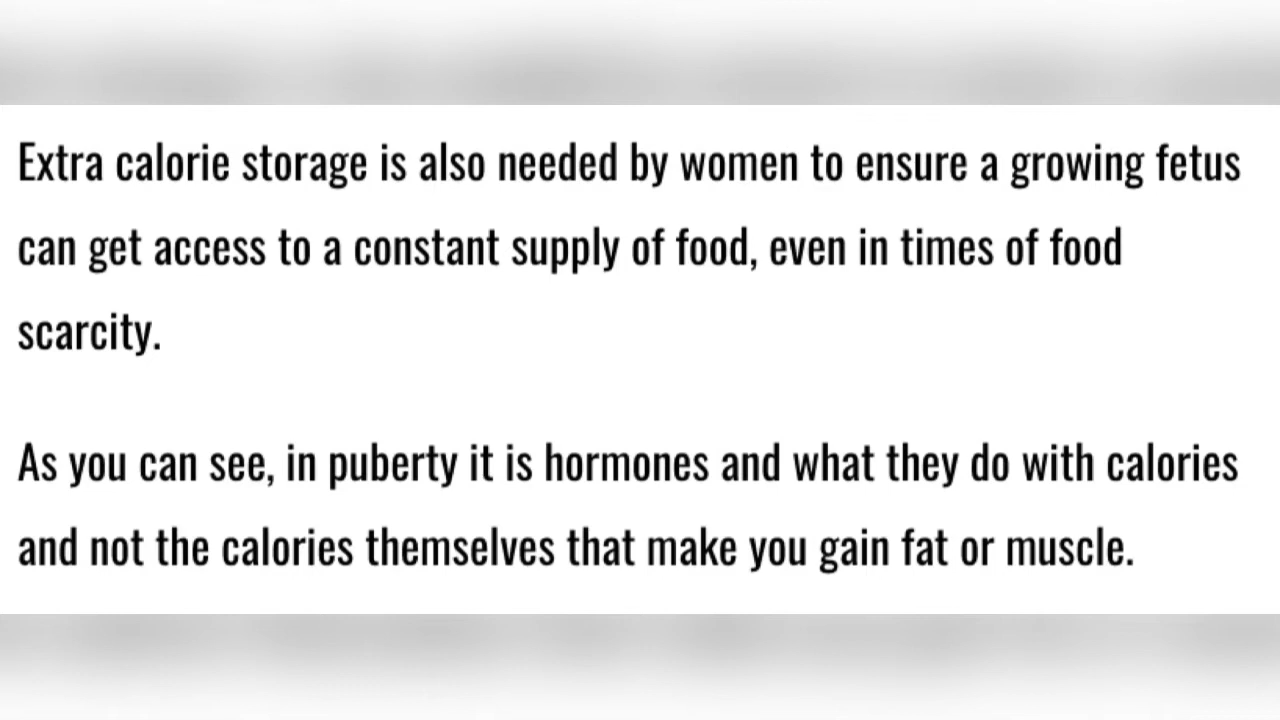 Extra calorie storage is also needed by women to ensure a growing fetus
can get access to a constant supply of food, even in times of food
scarcity.
As you can see, in puberty it is hormones and what they do with calories
and not the calories themselves that make you gain fat or muscle.